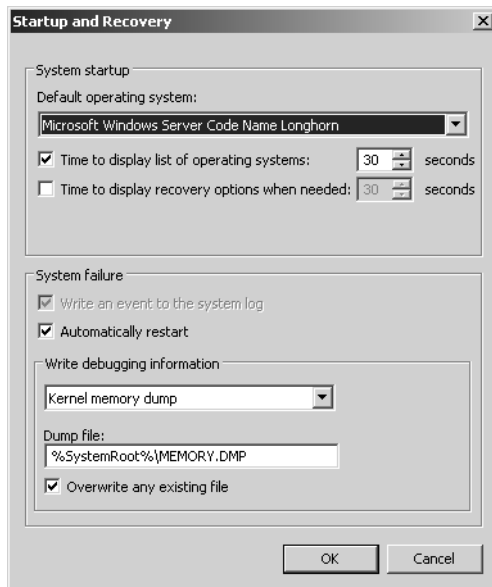 Startup and Recovery
System startup
Default operating system:
Microsoft Windows Server Code Name Longhorn
Time to display list of operating systems: 30 seconds
Time to display recovery options when needed: 30 seconds
System failure
Write an event to the system log
Automatically restart
Write debugging information
Kernel memory dump
Dump file:
%SystemRoot%\MEMORY.DMP
Overwrite any existing file
OK Cancel